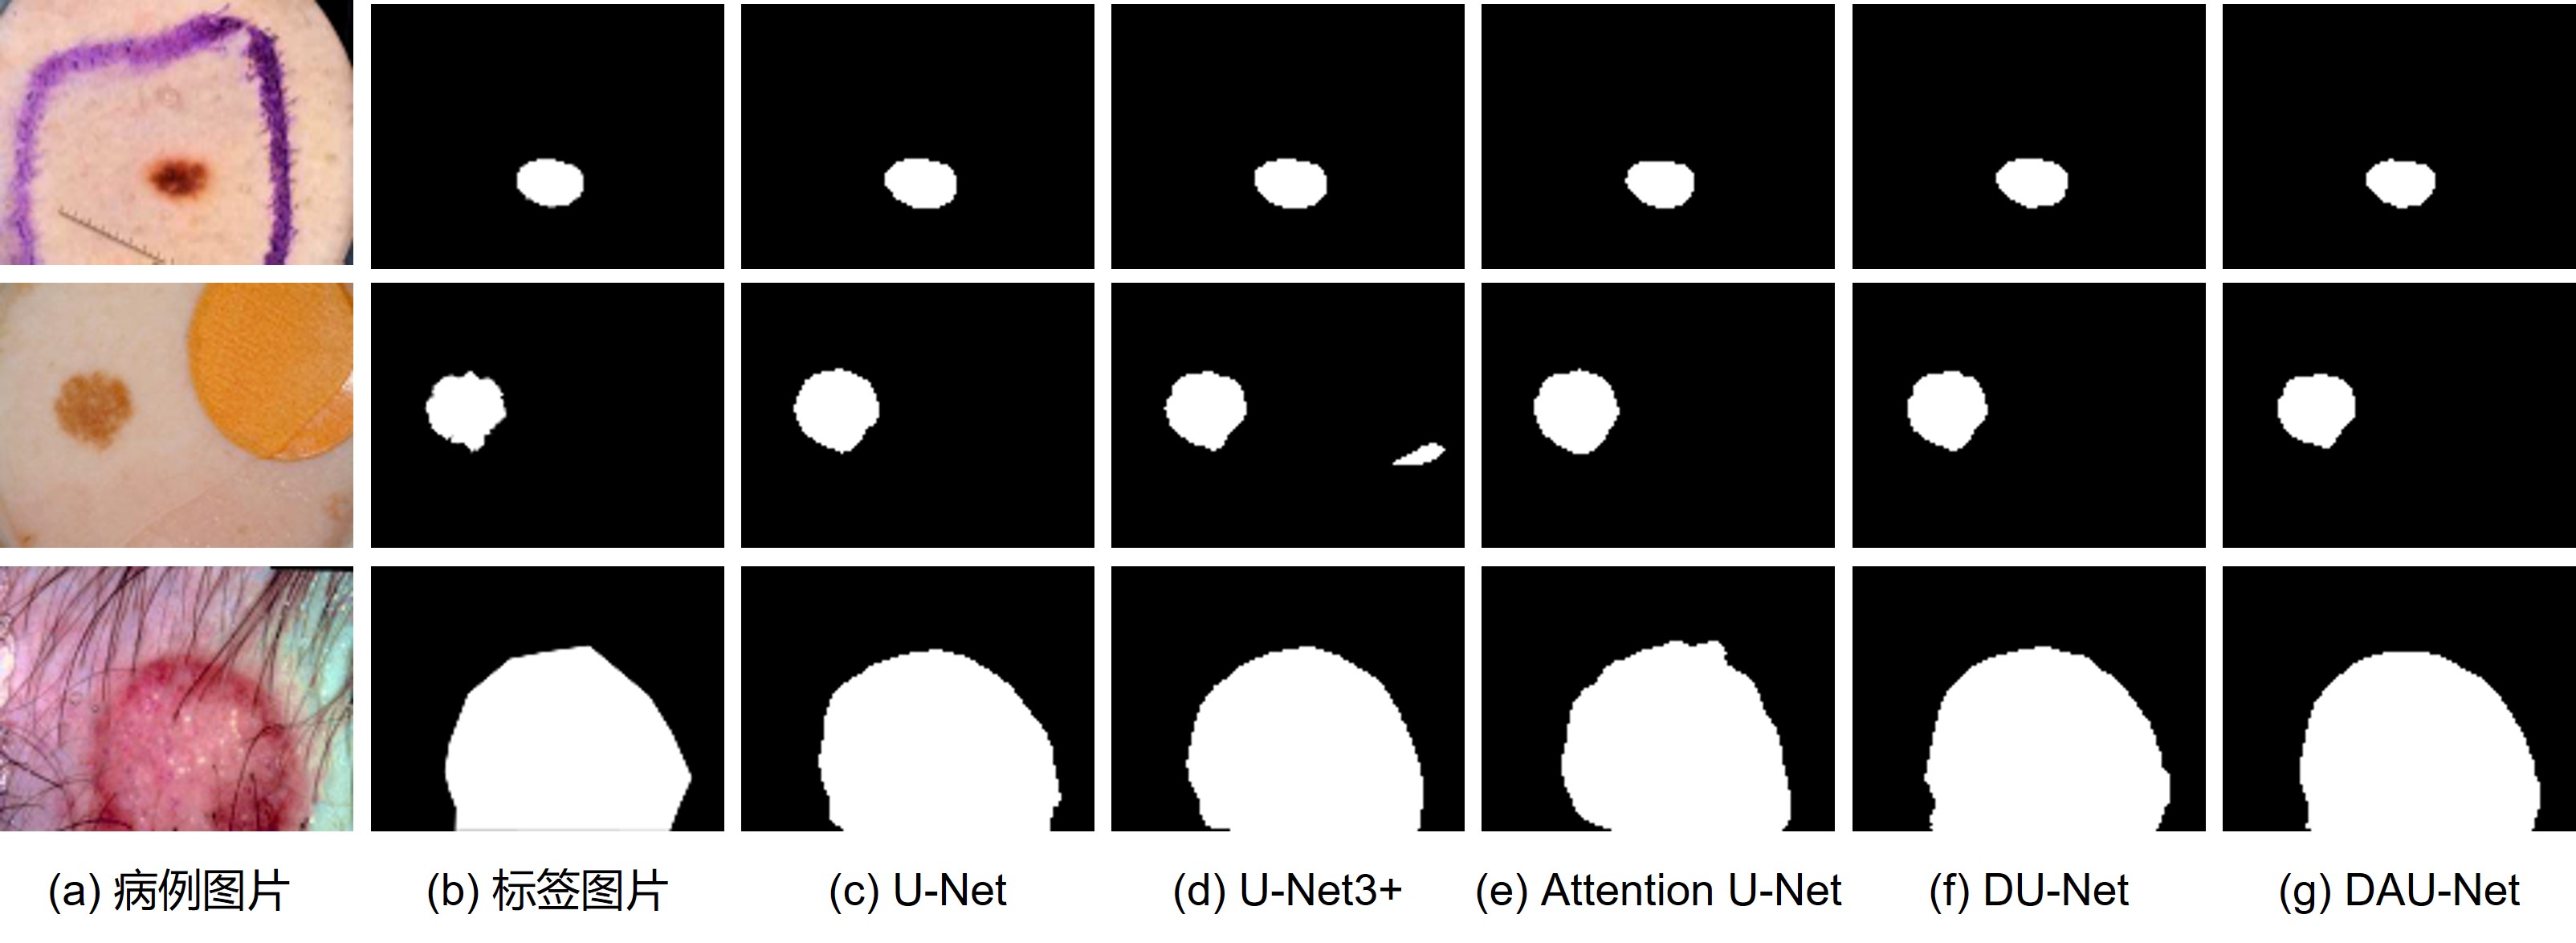 (a) 病例图片
(b) 标签图片
(c) U-Net
(d) U-Net3+
(e) Attention U-Net
(f) DU-Net
(g) DAU-Net